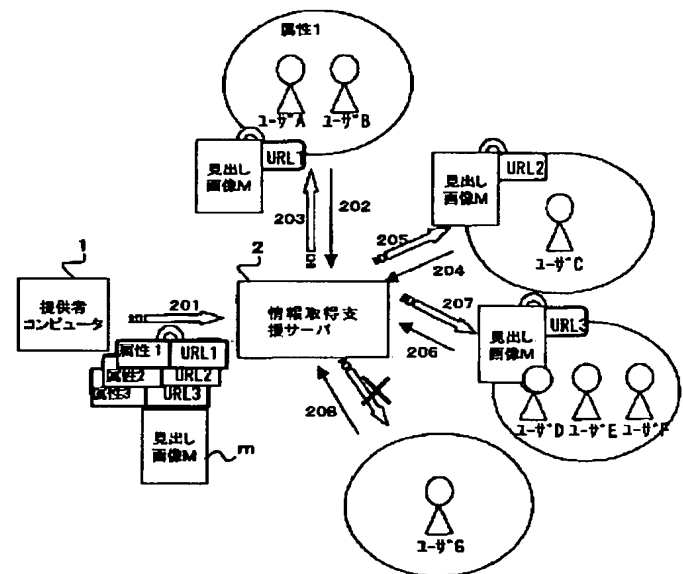 属性1
ユーザA
ユーザB
見出し
画像M
URL1
203
202
見出し
画像M
URL2
ユーザC
205
204
1
提供者
コンピュータ
201
2
情報取得支
援サーバ
207
206
見出し
画像M
URL3
ユーザD
ユーザE
ユーザF
属性1
URL1
属性2
URL2
属性3
URL3
見出し
画像M
m
208
ユーザG